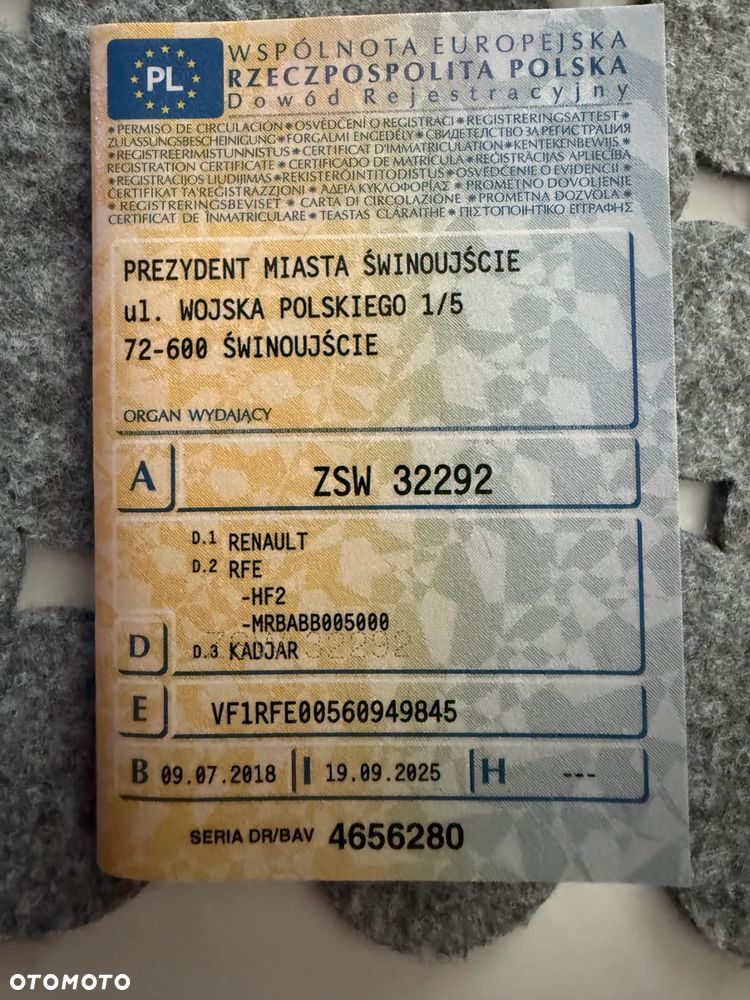 PL
WSPÓLNOTA EUROPEJSKA
RZECZPOSPOLITA POLSKA
Dowód Rejestracyjny
*PERMISO DE CIRCULACIÓN*OSVĚDČENÍ O REGISTRACI*REGISTRERINGSATTEST*
ZULASSUNGSBESCHEINIGUNG*FORGALMI ENGEDÉLY*СВИДЕТЕЛСТВО ЗА РЕГИСТРАЦИЯ
*REGISTREERIMISTUNNISTUS*CERTIFICAT D'IMMATRICULATION*KENTEKENBEWIJS*
REGISTRATION CERTIFICATE*CERTIFICADO DE MATRÍCULA*REĢISTRĀCIJAS APLIECĪBA
*REGISTRACIJOS LIUDIJIMAS*REKISTERÖINTITODISTUS*OSVEDČENIE O EVIDENCII*
ĊERTIFIKAT TA'REĠISTRAZZJONI*ΑΔΕΙΑ ΚΥΚΛΟΦΟΡΙΑΣ*PROMETNO DOVOLJENJE
*REGISTRERINGSBEVISET*CARTA DI CIRCOLAZIONE*PROMETNA DOZVOLA*
CERTIFICAT DE ÎNMATRICULARE*TEASTAS CLÁRAITHE*ΠΙΣΤΟΠΟΙΗΤΙΚΟ ΕΓΓΡΑΦΗΣ
PREZYDENT MIASTA ŚWINOUJŚCIE
ul. WOJSKA POLSKIEGO 1/5
72-600 ŚWINOUJŚCIE
ORGAN WYDAJĄCY
A ZSW 32292
D.1 RENAULT
D.2 RFE
-HF2
-MRBABB005000
D D.3 KADJAR
ZSW 32292
E VF1RFE00560949845
B 09.07.2018 I 19.09.2025 H ---
SERIA DR/BAV 4656280
OTOMOTO